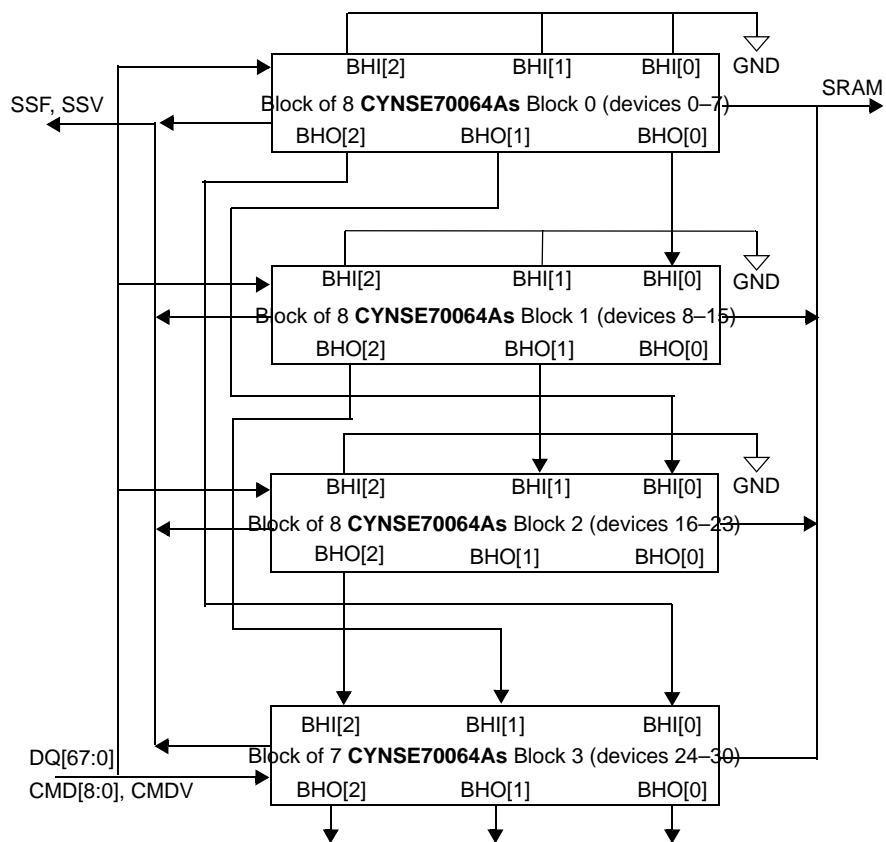 BHI[2] BHI[1] BHI[0] GND
SRAM
SSF, SSV
Block of 8 CYNSE70064As Block 0 (devices 0–7)
BHO[2] BHO[1] BHO[0]
BHI[2] BHI[1] BHI[0] GND
Block of 8 CYNSE70064As Block 1 (devices 8–15)
BHO[2] BHO[1] BHO[0]
BHI[2] BHI[1] BHI[0] GND
Block of 8 CYNSE70064As Block 2 (devices 16–23)
BHO[2] BHO[1] BHO[0]
BHI[2] BHI[1] BHI[0]
DQ[67:0]
Block of 7 CYNSE70064As Block 3 (devices 24–30)
CMD[8:0], CMDV
BHO[2] BHO[1] BHO[0]